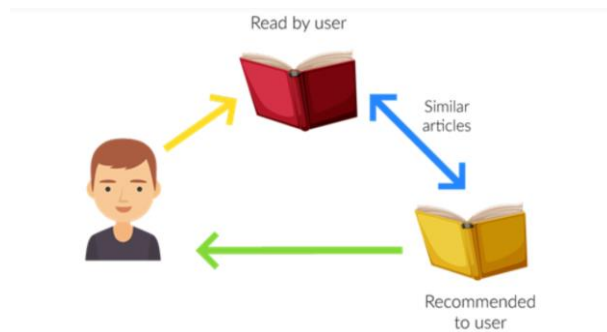 Read by user
Similar
articles
Recommended
to user